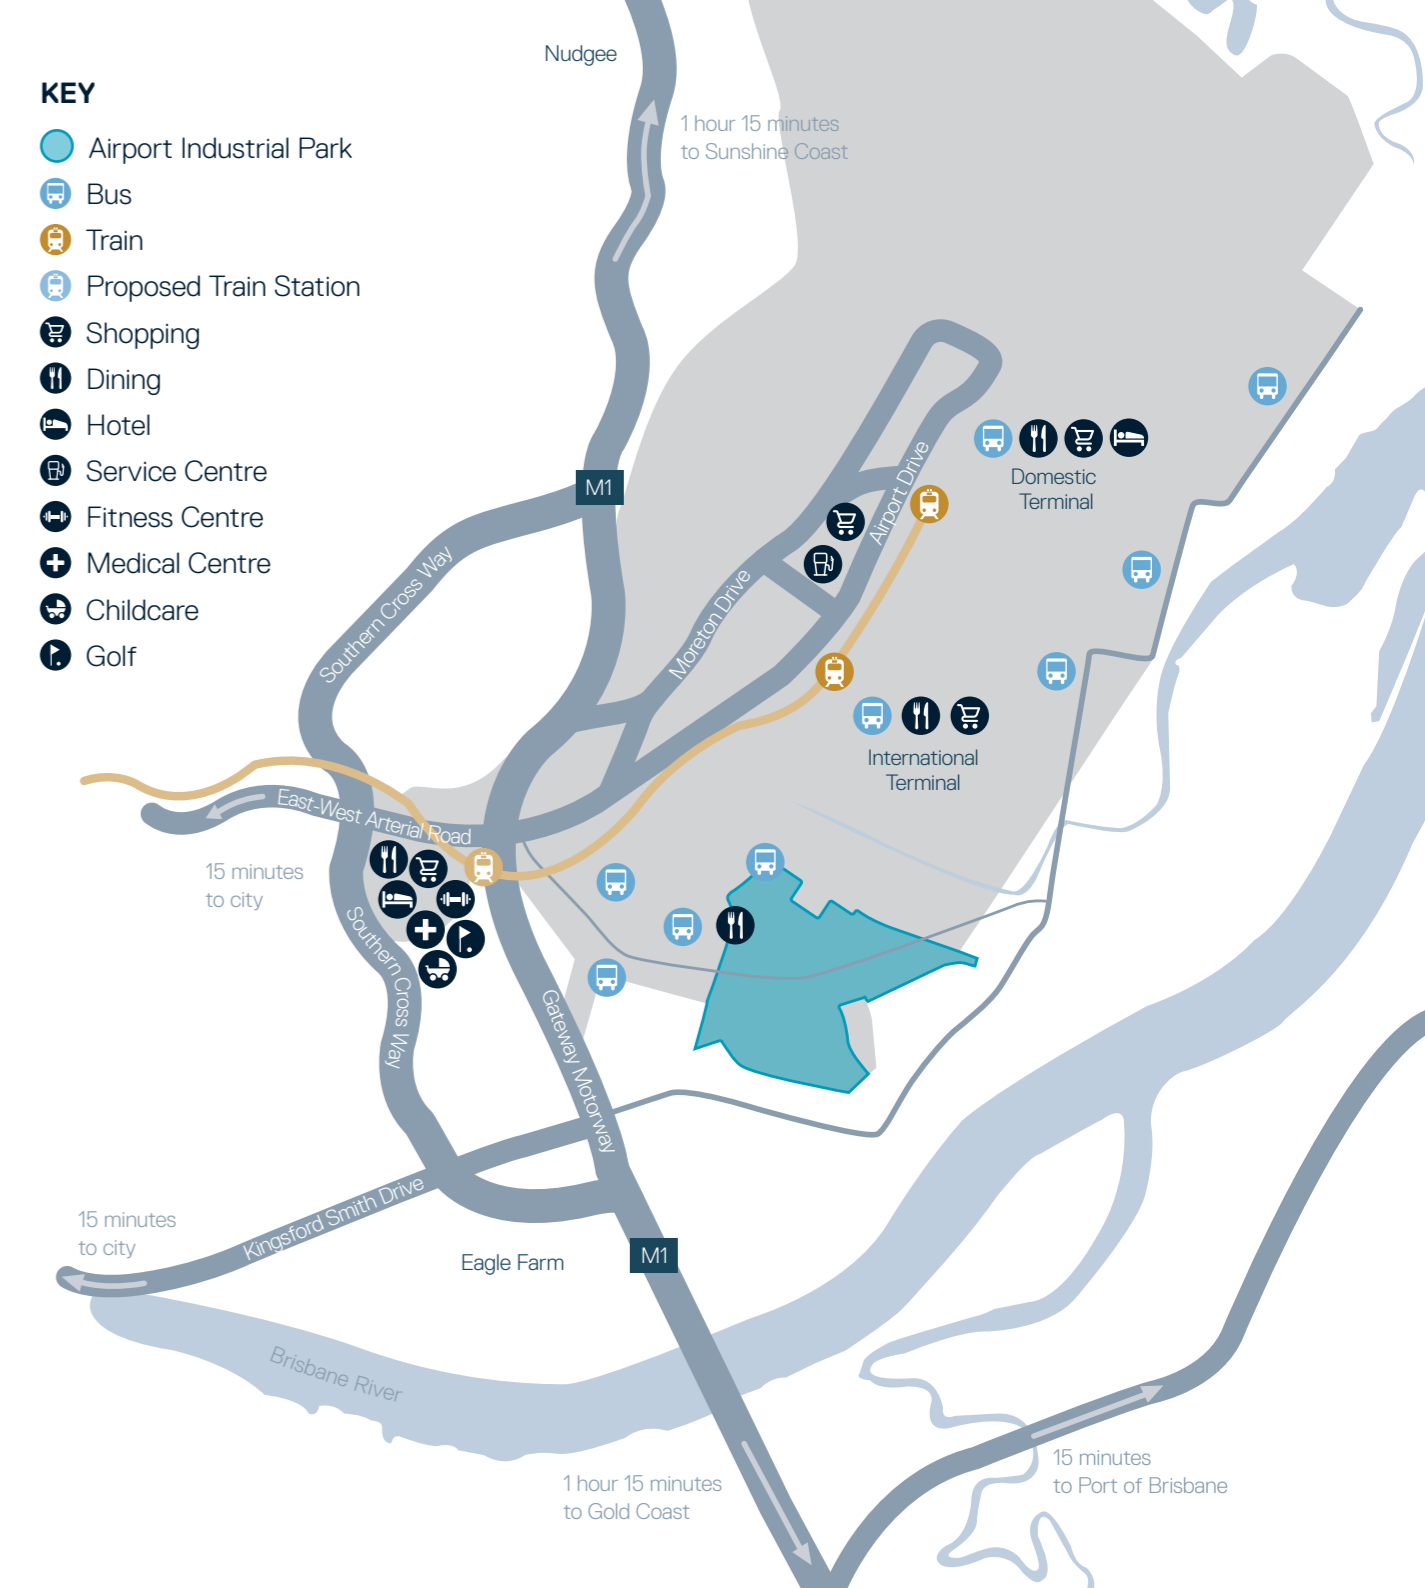 Nudgee
KEY
Airport Industrial Park
Bus
Train
Proposed Train Station
Shopping
Dining
Hotel
Service Centre
Fitness Centre
Medical Centre
Childcare
Golf
1 hour 15 minutes
to Sunshine Coast
M1
Southern Cross Way
Moreton Drive
Airport Drive
Domestic
Terminal
International
Terminal
East-West Arterial Road
15 minutes
to city
Southern Cross Way
Gateway Motorway
Kingsford Smith Drive
15 minutes
to city
Eagle Farm
M1
Brisbane River
1 hour 15 minutes
to Gold Coast
15 minutes
to Port of Brisbane